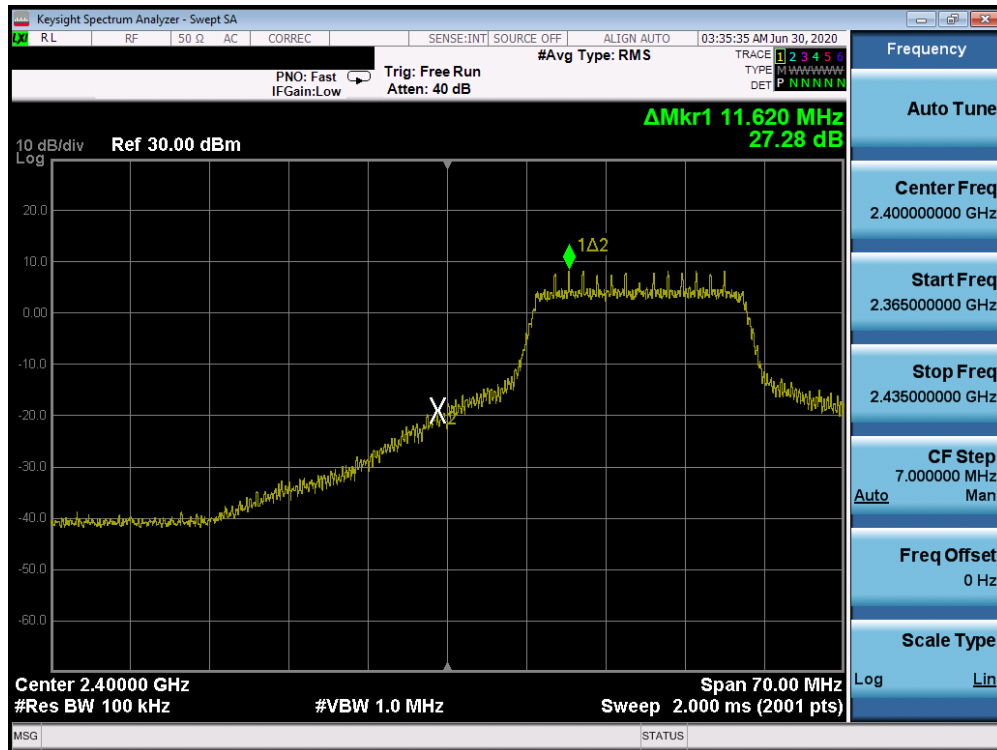 Keysight Spectrum Analyzer - Swept SA
LXI RL RF 50 Ω AC CORREC SENSE:INT SOURCE OFF ALIGN AUTO 03:35:35 AM Jun 30, 2020
#Avg Type: RMS
TRACE 1 2 3 4 5 6
TYPE M W W W W W
DET P N N N N N
PNO: Fast
IFGain:Low
Trig: Free Run
Atten: 40 dB
ΔMkr1 11.620 MHz
27.28 dB
10 dB/div
Log
Ref 30.00 dBm
20.0
10.0
0.00
-10.0
-20.0
-30.0
-40.0
-50.0
-60.0
1Δ2
X2
Center 2.40000 GHz
Span 70.00 MHz
#Res BW 100 kHz
#VBW 1.0 MHz
Sweep 2.000 ms (2001 pts)
MSG
STATUS
Frequency
Auto Tune
Center Freq
2.400000000 GHz
Start Freq
2.365000000 GHz
Stop Freq
2.435000000 GHz
CF Step
7.000000 MHz
Auto Man
Freq Offset
0 Hz
Scale Type
Log Lin